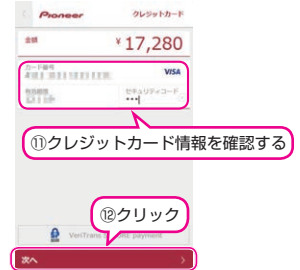 Pioneer
クレジットカード
金額
¥17,280
カード番号
VISA
有効期限
セキュリティコード
•••
⑪クレジットカード情報を確認する
⑫クリック
VeriTrans
payment
次へ